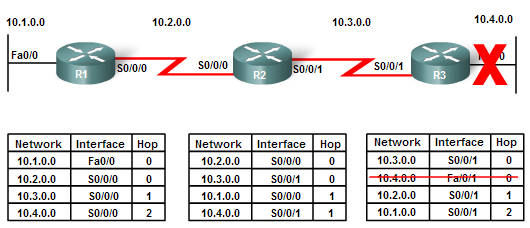 10.1.0.0 10.2.0.0 10.3.0.0 10.4.0.0
Fa0/0 S0/0/0 S0/0/0 S0/0/1 S0/0/1
R1 R2 R3
Network Interface Hop
10.1.0.0 Fa0/0 0
10.2.0.0 S0/0/0 0
10.3.0.0 S0/0/0 1
10.4.0.0 S0/0/0 2
Network Interface Hop
10.2.0.0 S0/0/0 0
10.3.0.0 S0/0/1 0
10.1.0.0 S0/0/0 1
10.4.0.0 S0/0/1 1
Network Interface Hop
10.3.0.0 S0/0/1 0
10.4.0.0 Fa0/1 0
10.2.0.0 S0/0/1 1
10.1.0.0 S0/0/1 2